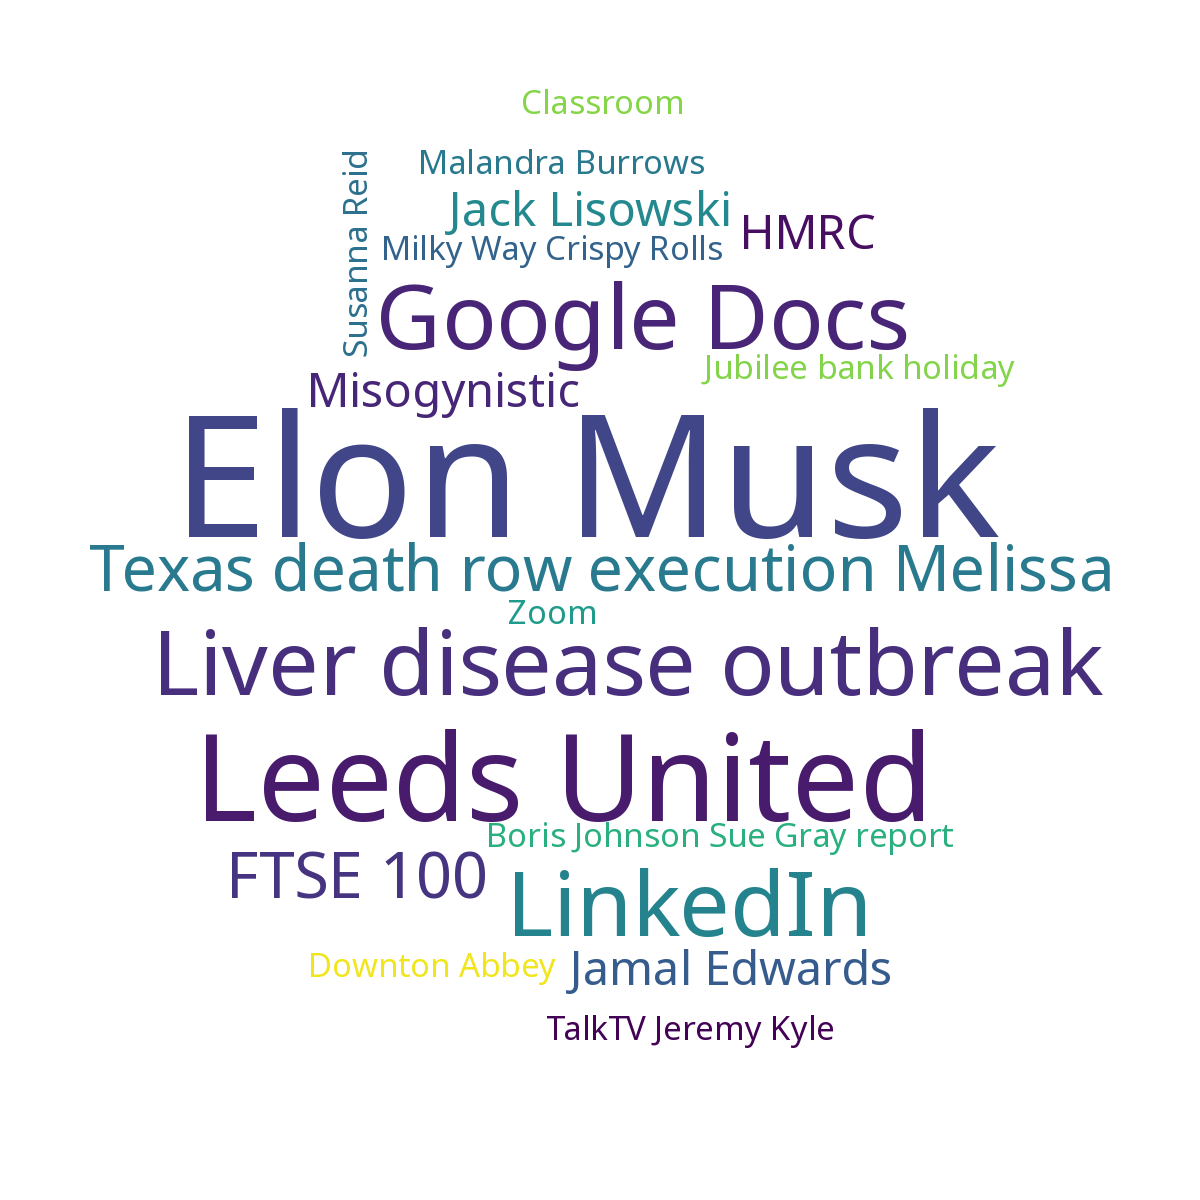 Classroom
Malandra Burrows
Susanna Reid
Jack Lisowski
HMRC
Milky Way Crispy Rolls
Google Docs
Jubilee bank holiday
Misogynistic
Elon Musk
Texas death row execution Melissa
Zoom
Liver disease outbreak
Leeds United
Boris Johnson Sue Gray report
FTSE 100
LinkedIn
Downton Abbey
Jamal Edwards
TalkTV Jeremy Kyle